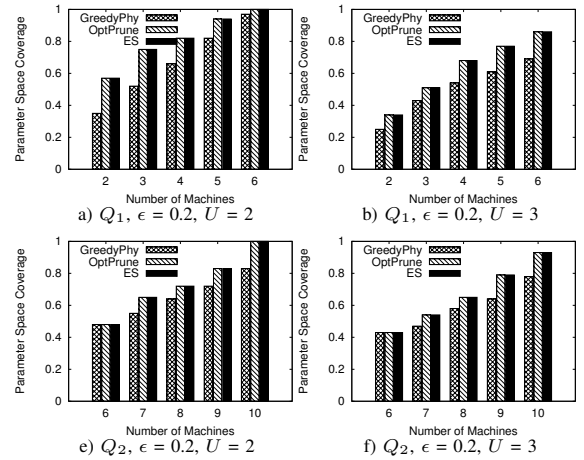 GreedyPhy
OptPrune
ES
Parameter Space Coverage
1
0.8
0.6
0.4
0.2
0
2 3 4 5 6
Number of Machines
a) Q1, ϵ = 0.2, U = 2
GreedyPhy
OptPrune
ES
Parameter Space Coverage
1
0.8
0.6
0.4
0.2
0
2 3 4 5 6
Number of Machines
b) Q1, ϵ = 0.2, U = 3
GreedyPhy
OptPrune
ES
Parameter Space Coverage
1
0.8
0.6
0.4
0.2
0
6 7 8 9 10
Number of Machines
e) Q2, ϵ = 0.2, U = 2
GreedyPhy
OptPrune
ES
Parameter Space Coverage
1
0.8
0.6
0.4
0.2
0
6 7 8 9 10
Number of Machines
f) Q2, ϵ = 0.2, U = 3